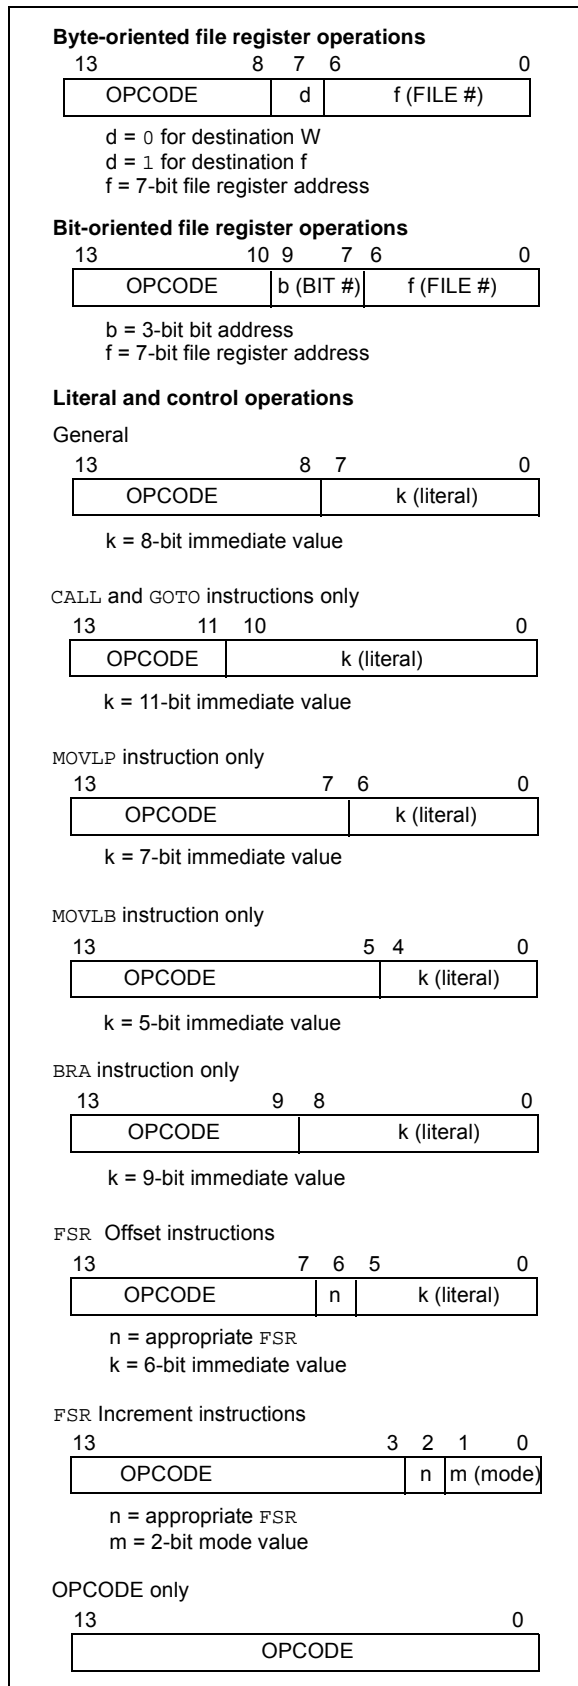 Byte-oriented file register operations
13 8 7 6 0
OPCODE d f (FILE #)
d = 0 for destination W
d = 1 for destination f
f = 7-bit file register address
Bit-oriented file register operations
13 10 9 7 6 0
OPCODE b (BIT #) f (FILE #)
b = 3-bit bit address
f = 7-bit file register address
Literal and control operations
General
13 8 7 0
OPCODE k (literal)
k = 8-bit immediate value
CALL and GOTO instructions only
13 11 10 0
OPCODE k (literal)
k = 11-bit immediate value
MOVLP instruction only
13 7 6 0
OPCODE k (literal)
k = 7-bit immediate value
MOVLB instruction only
13 5 4 0
OPCODE k (literal)
k = 5-bit immediate value
BRA instruction only
13 9 8 0
OPCODE k (literal)
k = 9-bit immediate value
FSR Offset instructions
13 7 6 5 0
OPCODE n k (literal)
n = appropriate FSR
k = 6-bit immediate value
FSR Increment instructions
13 3 2 1 0
OPCODE n m (mode)
n = appropriate FSR
m = 2-bit mode value
OPCODE only
13 0
OPCODE